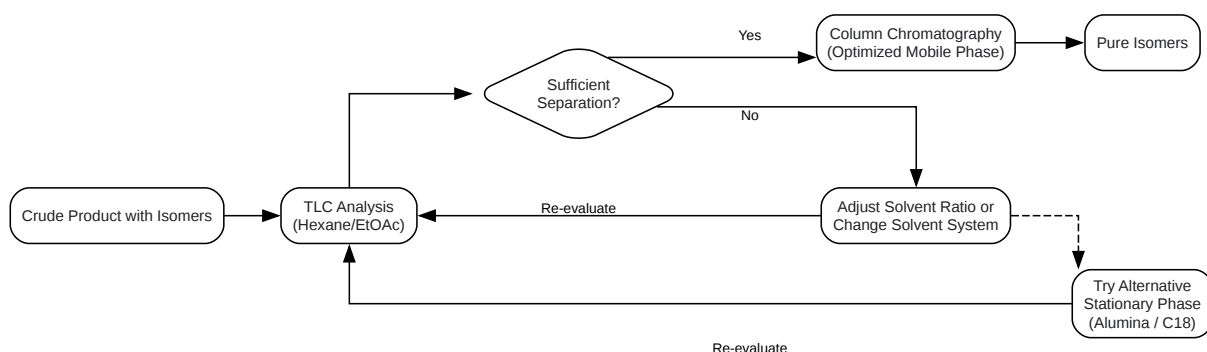 Yes
Column Chromatography
(Optimized Mobile Phase)
Pure Isomers
Sufficient
Separation?
No
Crude Product with Isomers
TLC Analysis
(Hexane/EtOAc)
Re-evaluate
Adjust Solvent Ratio or
Change Solvent System
Try Alternative
Stationary Phase
(Alumina / C18)
Re-evaluate